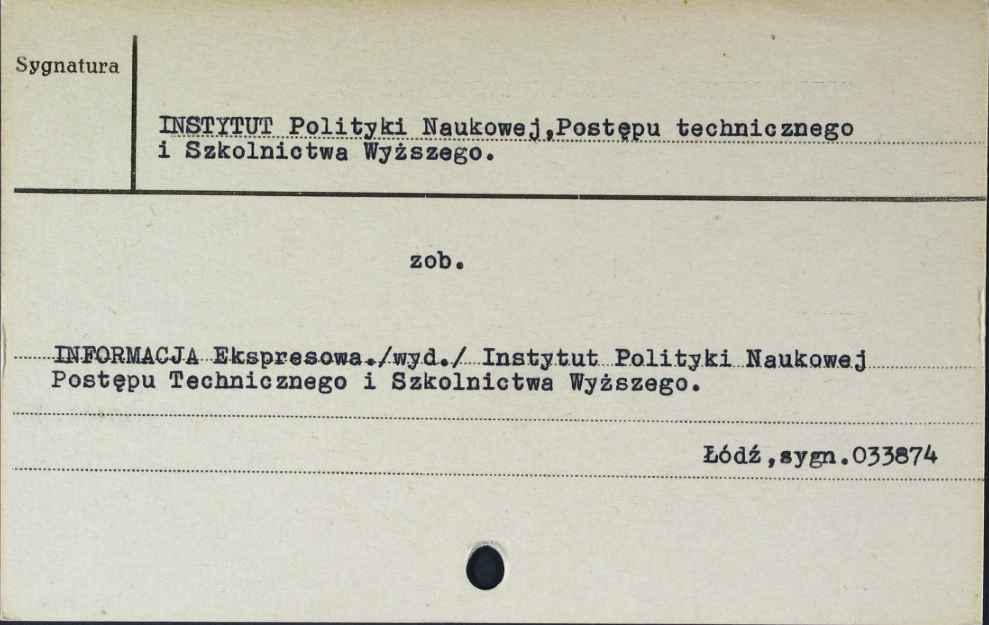 Sygnatura
INSTYTUT Polityki Naukowej,Postępu technicznego
i Szkolnictwa Wyższego.
zob.
INFORMACJA Ekspresowa./wyd./ Instytut Polityki Naukowej
Postępu Technicznego i Szkolnictwa Wyższego.
Łódź,sygn.033874